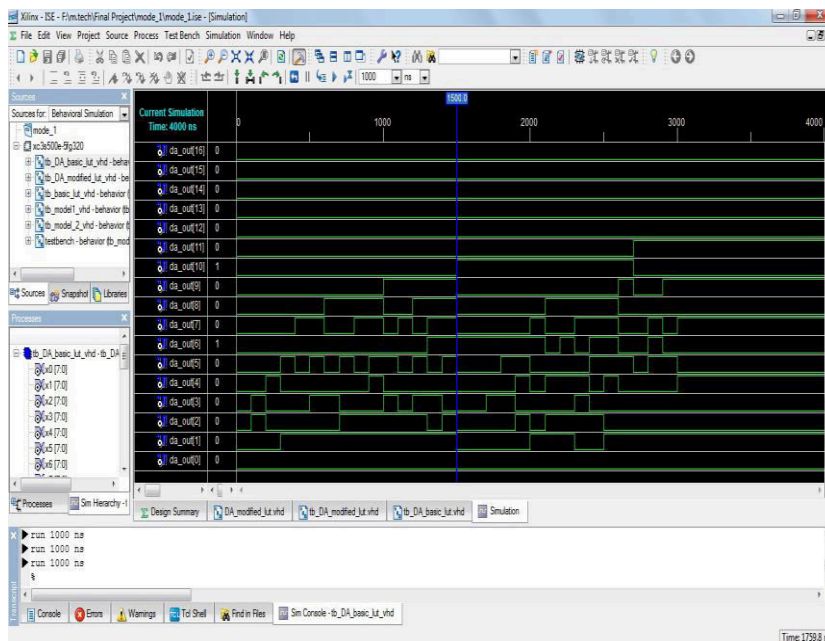 Xilinx - ISE - F:\m.tech\Final Project\mode_1\mode_1.ise - [Simulation]
File Edit View Project Source Process Test Bench Simulation Window Help
1000 ns
Sources
Sources for: Behavioral Simulation
mode_1
xc3s500e-5fg320
tb_DA_basic_lut_vhd - behav
tb_DA_modified_lut_vhd - be
tb_basic_lut_vhd - behavior (
tb_model1_vhd - behavior (tb
tb_model_2_vhd - behavior (t
testbench - behavior (tb_mod
Sources Snapshot Libraries
Processes
tb_DA_basic_lut_vhd - tb_DA
x0 [7:0]
x1 [7:0]
x2 [7:0]
x3 [7:0]
x4 [7:0]
x5 [7:0]
x6 [7:0]
Processes Sim Hierarchy - t
Current Simulation
Time: 4000 ns
1500.0
0 1000 2000 3000 4000
da_out[16] 0
da_out[15] 0
da_out[14] 0
da_out[13] 0
da_out[12] 0
da_out[11] 0
da_out[10] 1
da_out[9] 0
da_out[8] 0
da_out[7] 0
da_out[6] 1
da_out[5] 0
da_out[4] 0
da_out[3] 0
da_out[2] 0
da_out[1] 0
da_out[0] 0
Design Summary DA_modified_lut.vhd tb_DA_modified_lut.vhd tb_DA_basic_lut.vhd Simulation
run 1000 ns
run 1000 ns
run 1000 ns
%
Transcript
Console Errors Warnings Tcl Shell Find in Files Sim Console - tb_DA_basic_lut_vhd
Time: 1759.8